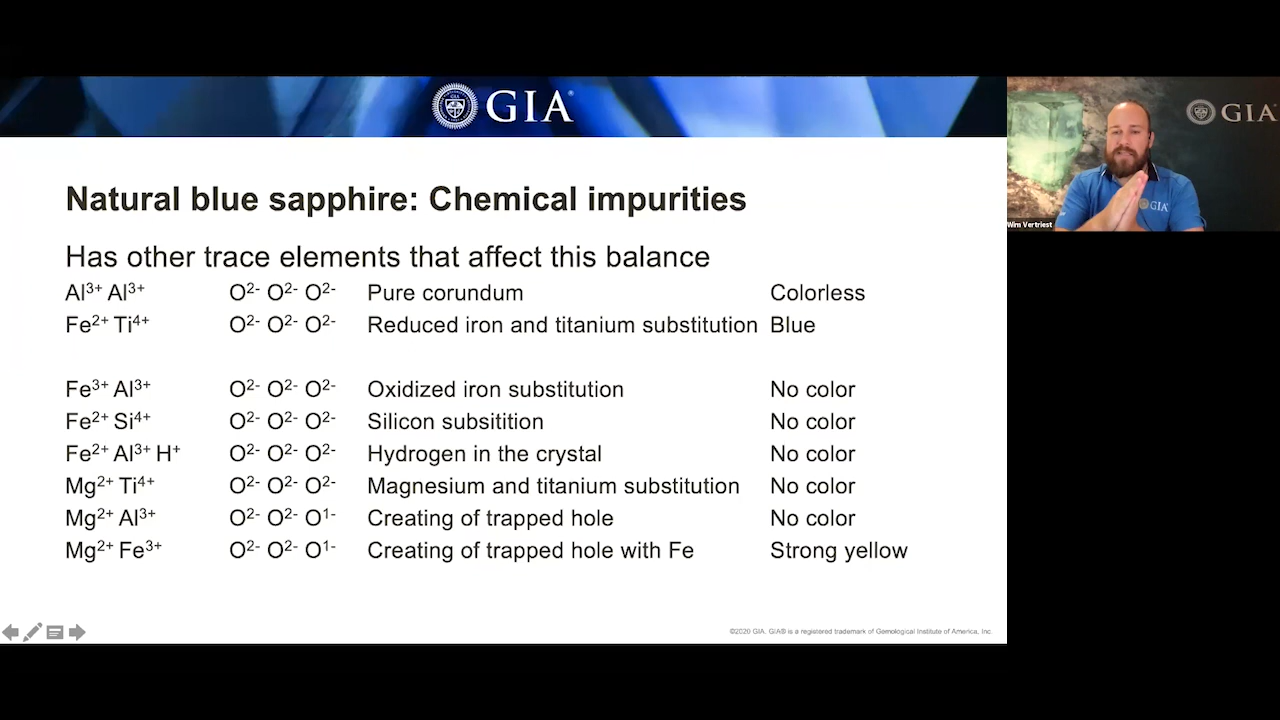 GIA
Natural blue sapphire: Chemical impurities
Has other trace elements that affect this balance
Al³⁺ Al³⁺ O²⁻ O²⁻ O²⁻ Pure corundum Colorless
Fe²⁺ Ti⁴⁺ O²⁻ O²⁻ O²⁻ Reduced iron and titanium substitution Blue
Fe³⁺ Al³⁺ O²⁻ O²⁻ O²⁻ Oxidized iron substitution No color
Fe²⁺ Si⁴⁺ O²⁻ O²⁻ O²⁻ Silicon subsitition No color
Fe²⁺ Al³⁺ H⁺ O²⁻ O²⁻ O²⁻ Hydrogen in the crystal No color
Mg²⁺ Ti⁴⁺ O²⁻ O²⁻ O²⁻ Magnesium and titanium substitution No color
Mg²⁺ Al³⁺ O²⁻ O²⁻ O¹⁻ Creating of trapped hole No color
Mg²⁺ Fe³⁺ O²⁻ O²⁻ O¹⁻ Creating of trapped hole with Fe Strong yellow
©2020 GIA. GIA® is a registered trademark of Gemological Institute of America, Inc.
GIA
GIA
Wim Vertriest